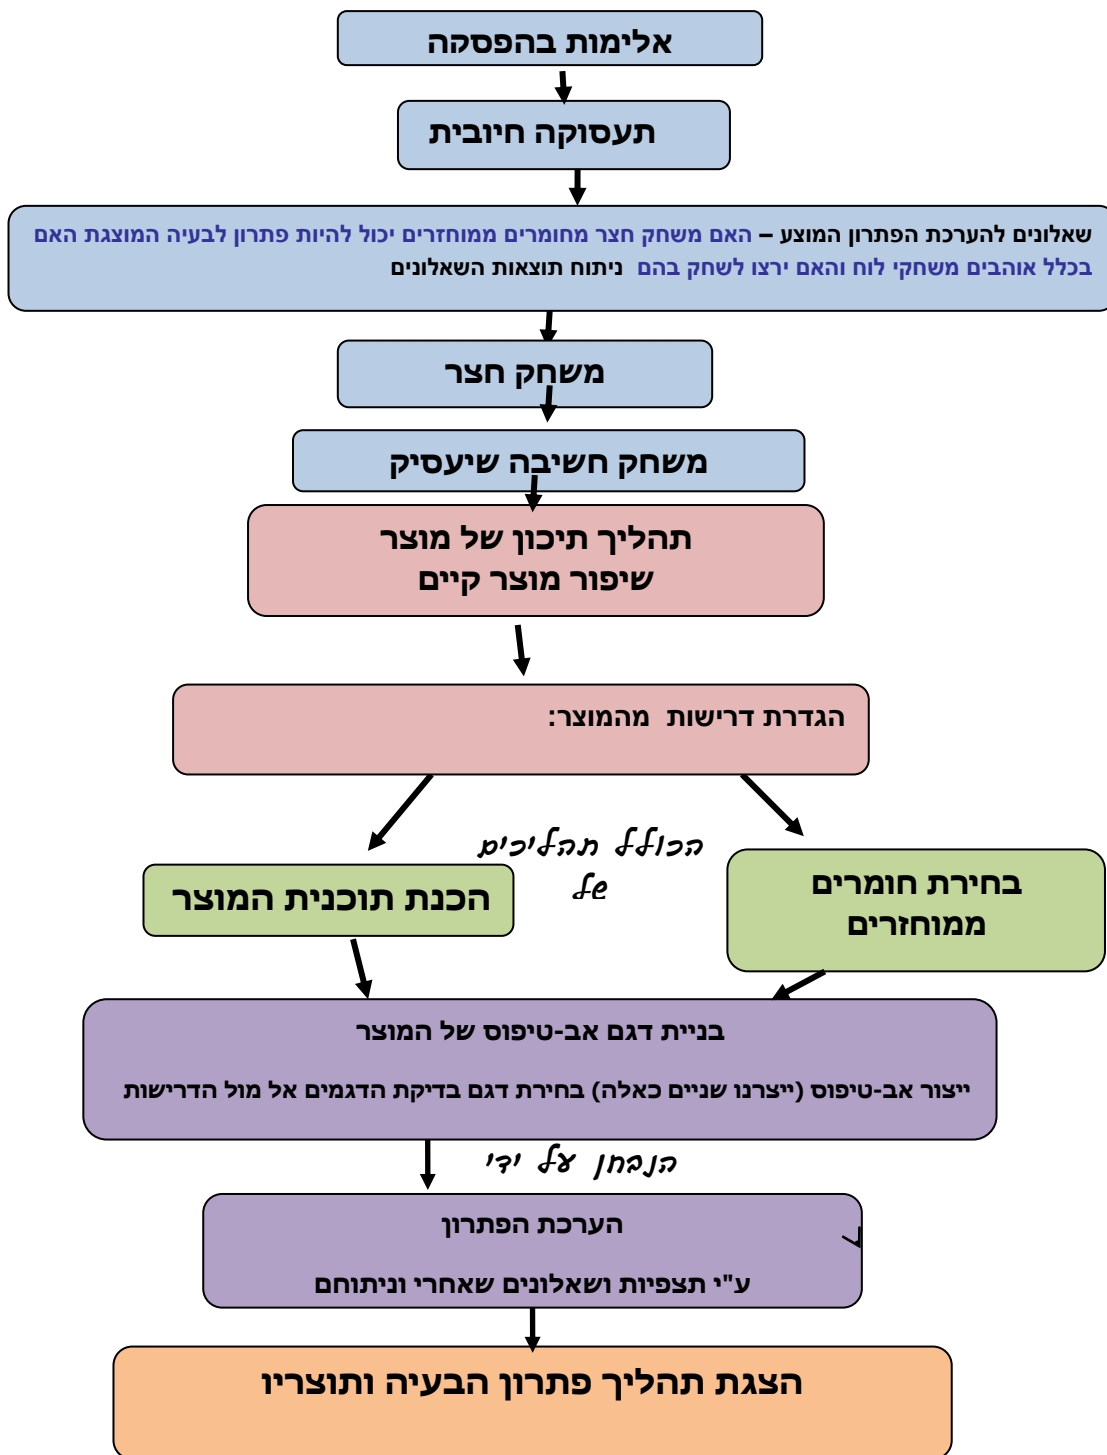 אלימות בהפסקה
תעסוקה חיובית
שאלונים להערכת הפתרון המוצע – האם משחק חצר מחומרים ממוחזרים יכול להיות פתרון לבעיה המוצגת האם
בכלל אוהבים משחקי לוח והאם ירצו לשחק בהם ניתוח תוצאות השאלונים
משחק חצר
משחק חשיבה שיעסיק
תהליך תיכון של מוצר
שיפור מוצר קיים
הגדרת דרישות מהמוצר:
הכולל תהליכים
של
בחירת חומרים
ממוחזרים
הכנת תוכנית המוצר
בניית דגם אב-טיפוס של המוצר
ייצור אב-טיפוס (ייצרנו שניים כאלה) בחירת דגם בדיקת הדגמים אל מול הדרישות
הנבחן על ידי
הערכת הפתרון
ע"י תצפיות ושאלונים שאחרי וניתוחם
הצגת תהליך פתרון הבעיה ותוצריו